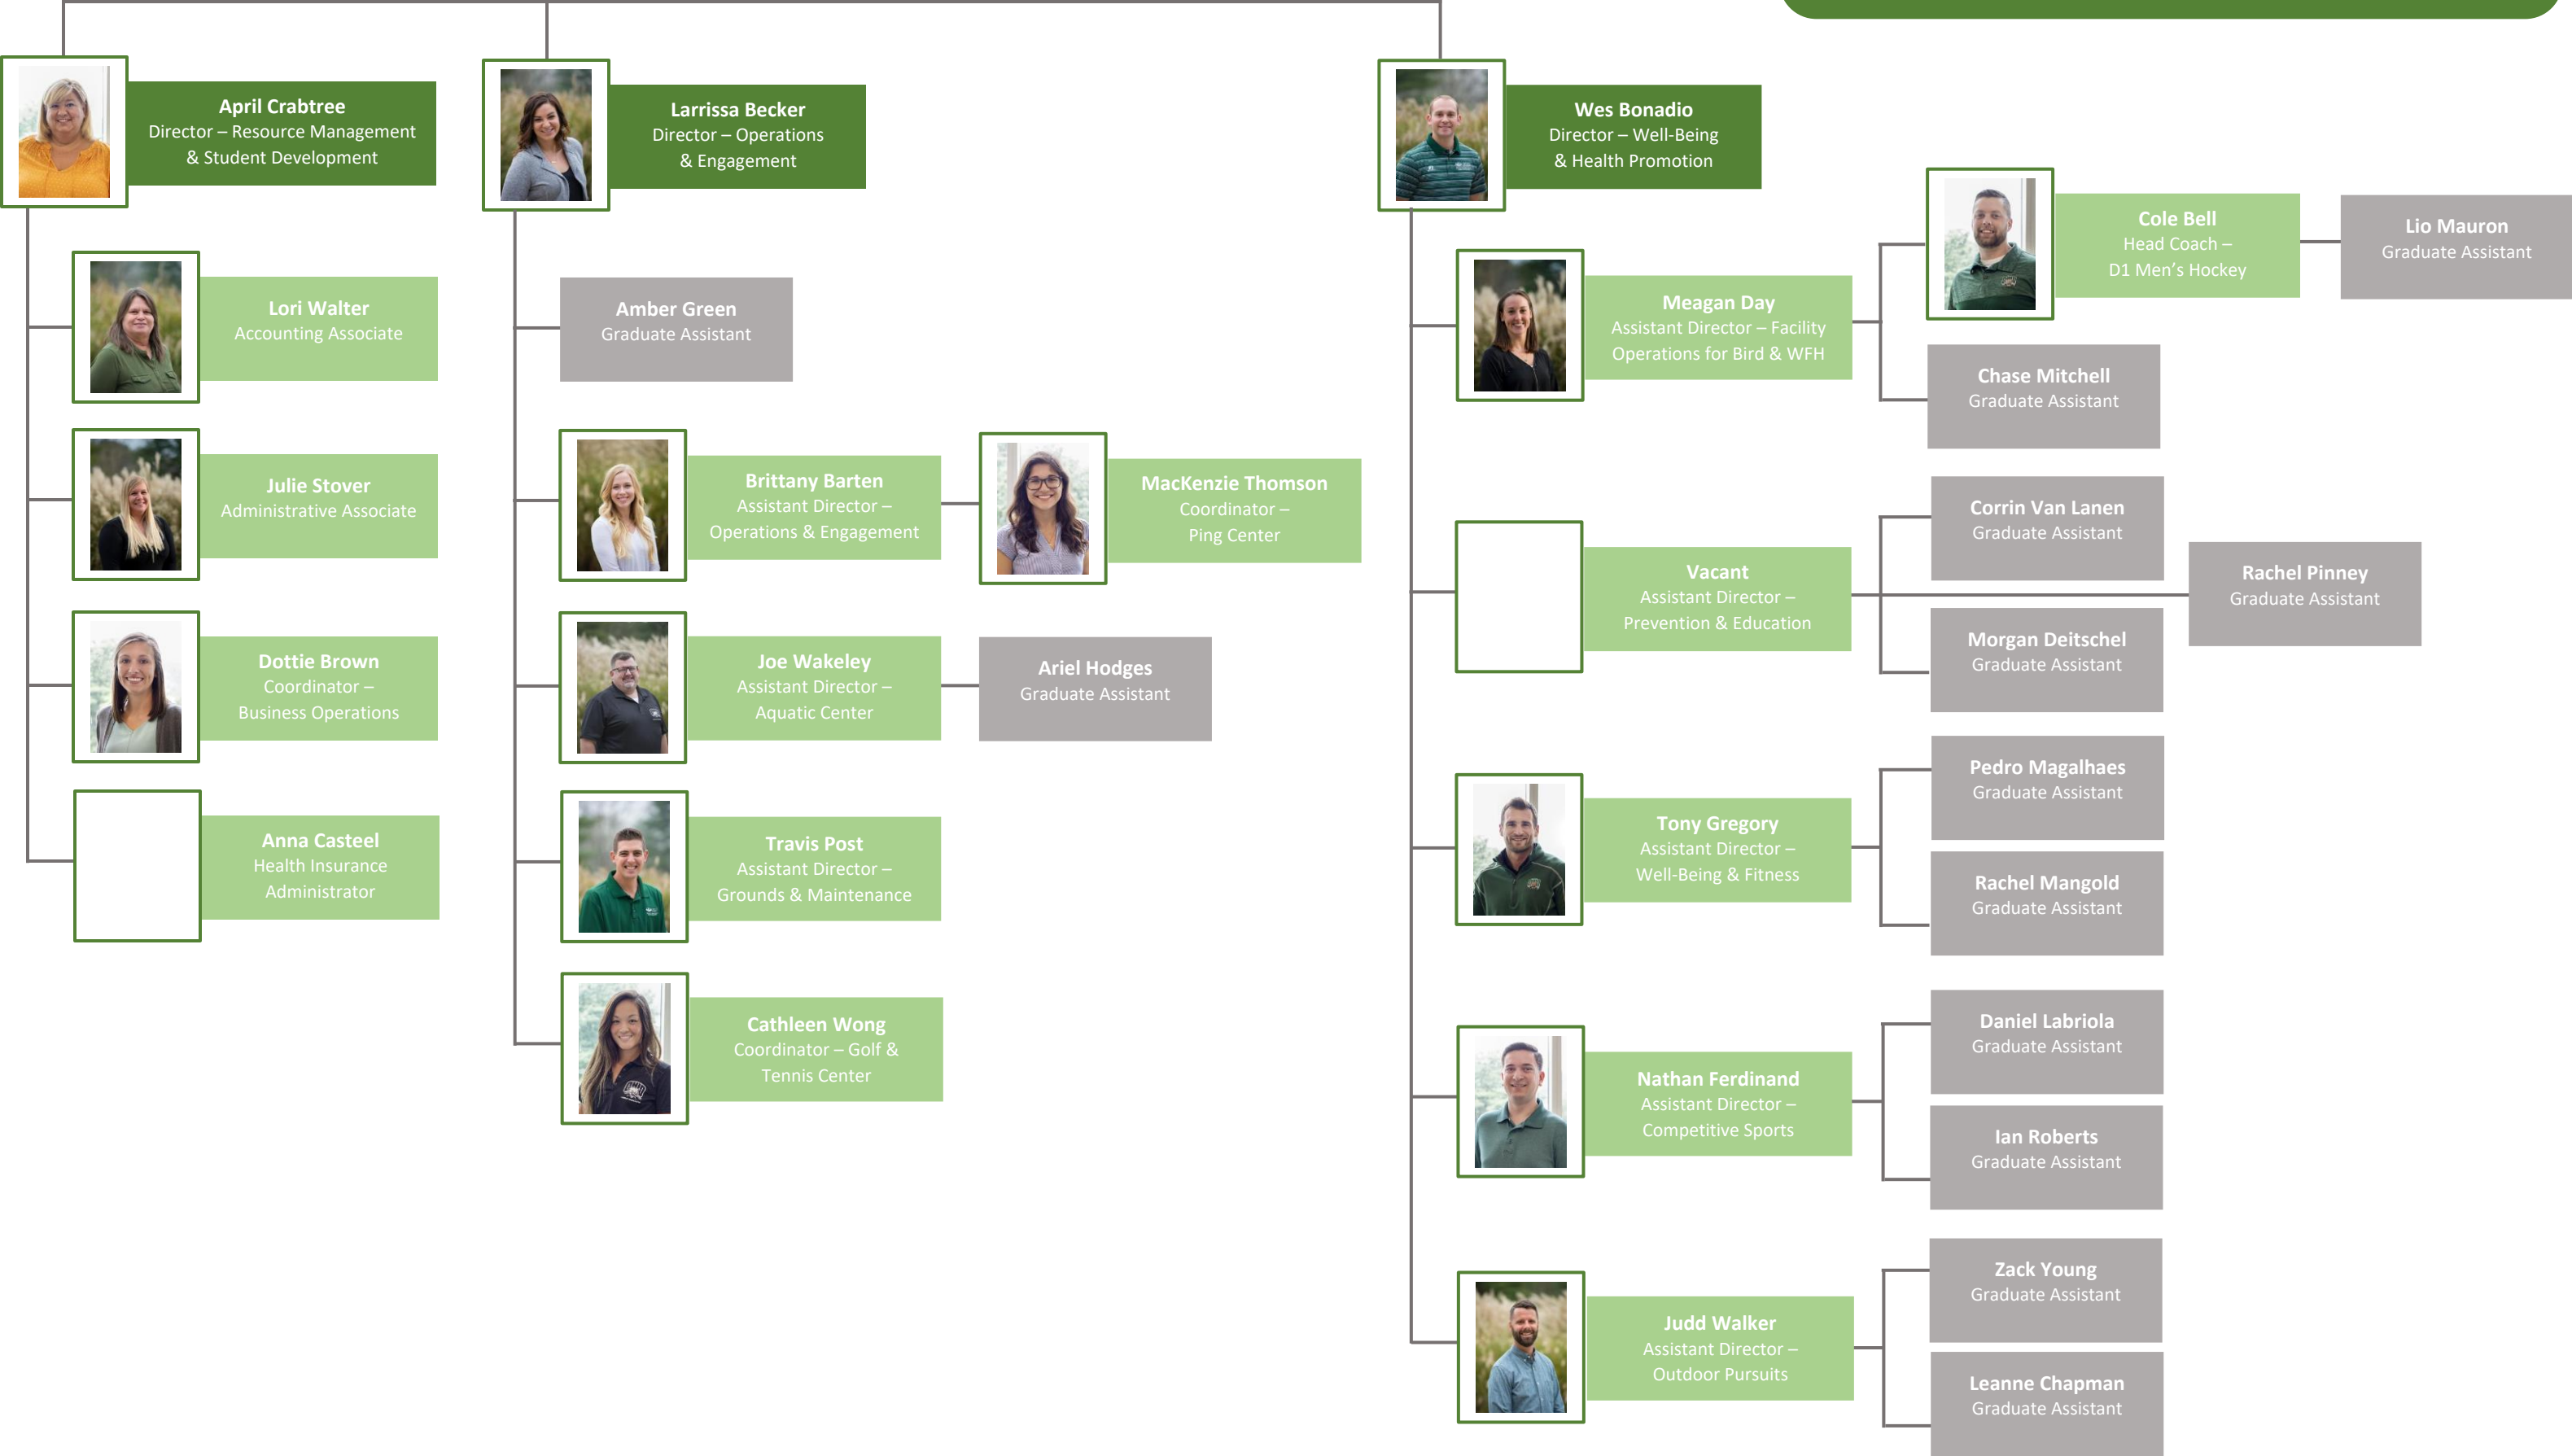 April Crabtree
Director – Resource Management
& Student Development
Lori Walter
Accounting Associate
Julie Stover
Administrative Associate
Dottie Brown
Coordinator –
Business Operations
Anna Casteel
Health Insurance
Administrator
Larrissa Becker
Director – Operations
& Engagement
Amber Green
Graduate Assistant
Brittany Barten
Assistant Director –
Operations & Engagement
MacKenzie Thomson
Coordinator –
Ping Center
Joe Wakeley
Assistant Director –
Aquatic Center
Ariel Hodges
Graduate Assistant
Travis Post
Assistant Director –
Grounds & Maintenance
Cathleen Wong
Coordinator – Golf &
Tennis Center
Wes Bonadio
Director – Well-Being
& Health Promotion
Meagan Day
Assistant Director – Facility
Operations for Bird & WFH
Cole Bell
Head Coach –
D1 Men’s Hockey
Lio Mauron
Graduate Assistant
Chase Mitchell
Graduate Assistant
Vacant
Assistant Director –
Prevention & Education
Corrin Van Lanen
Graduate Assistant
Rachel Pinney
Graduate Assistant
Morgan Deitschel
Graduate Assistant
Tony Gregory
Assistant Director –
Well-Being & Fitness
Pedro Magalhaes
Graduate Assistant
Rachel Mangold
Graduate Assistant
Nathan Ferdinand
Assistant Director –
Competitive Sports
Daniel Labriola
Graduate Assistant
Ian Roberts
Graduate Assistant
Judd Walker
Assistant Director –
Outdoor Pursuits
Zack Young
Graduate Assistant
Leanne Chapman
Graduate Assistant